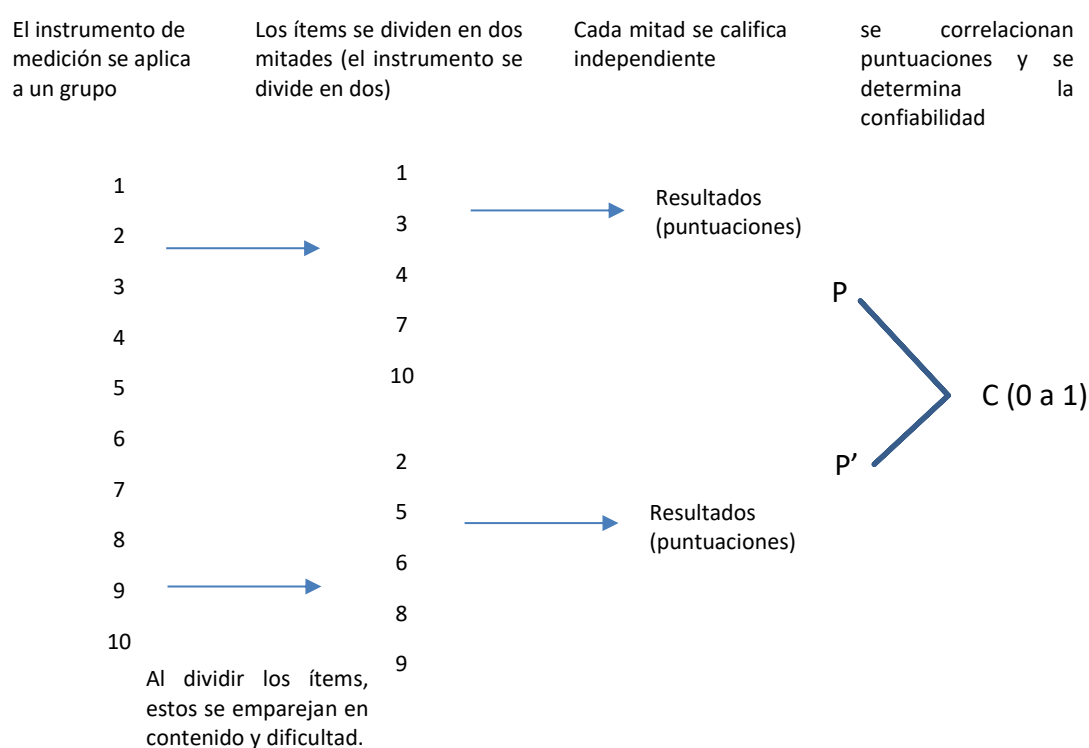 El instrumento de
medición se aplica
a un grupo
Los ítems se dividen en dos
mitades (el instrumento se
divide en dos)
Cada mitad se califica
independiente
se correlacionan
puntuaciones y se
determina la
confiabilidad
1
2
3
4
5
6
7
8
9
10
1
3
4
7
10
2
5
6
8
9
Resultados
(puntuaciones)
Resultados
(puntuaciones)
P
P’
C (0 a 1)
Al dividir los ítems,
estos se emparejan en
contenido y dificultad.